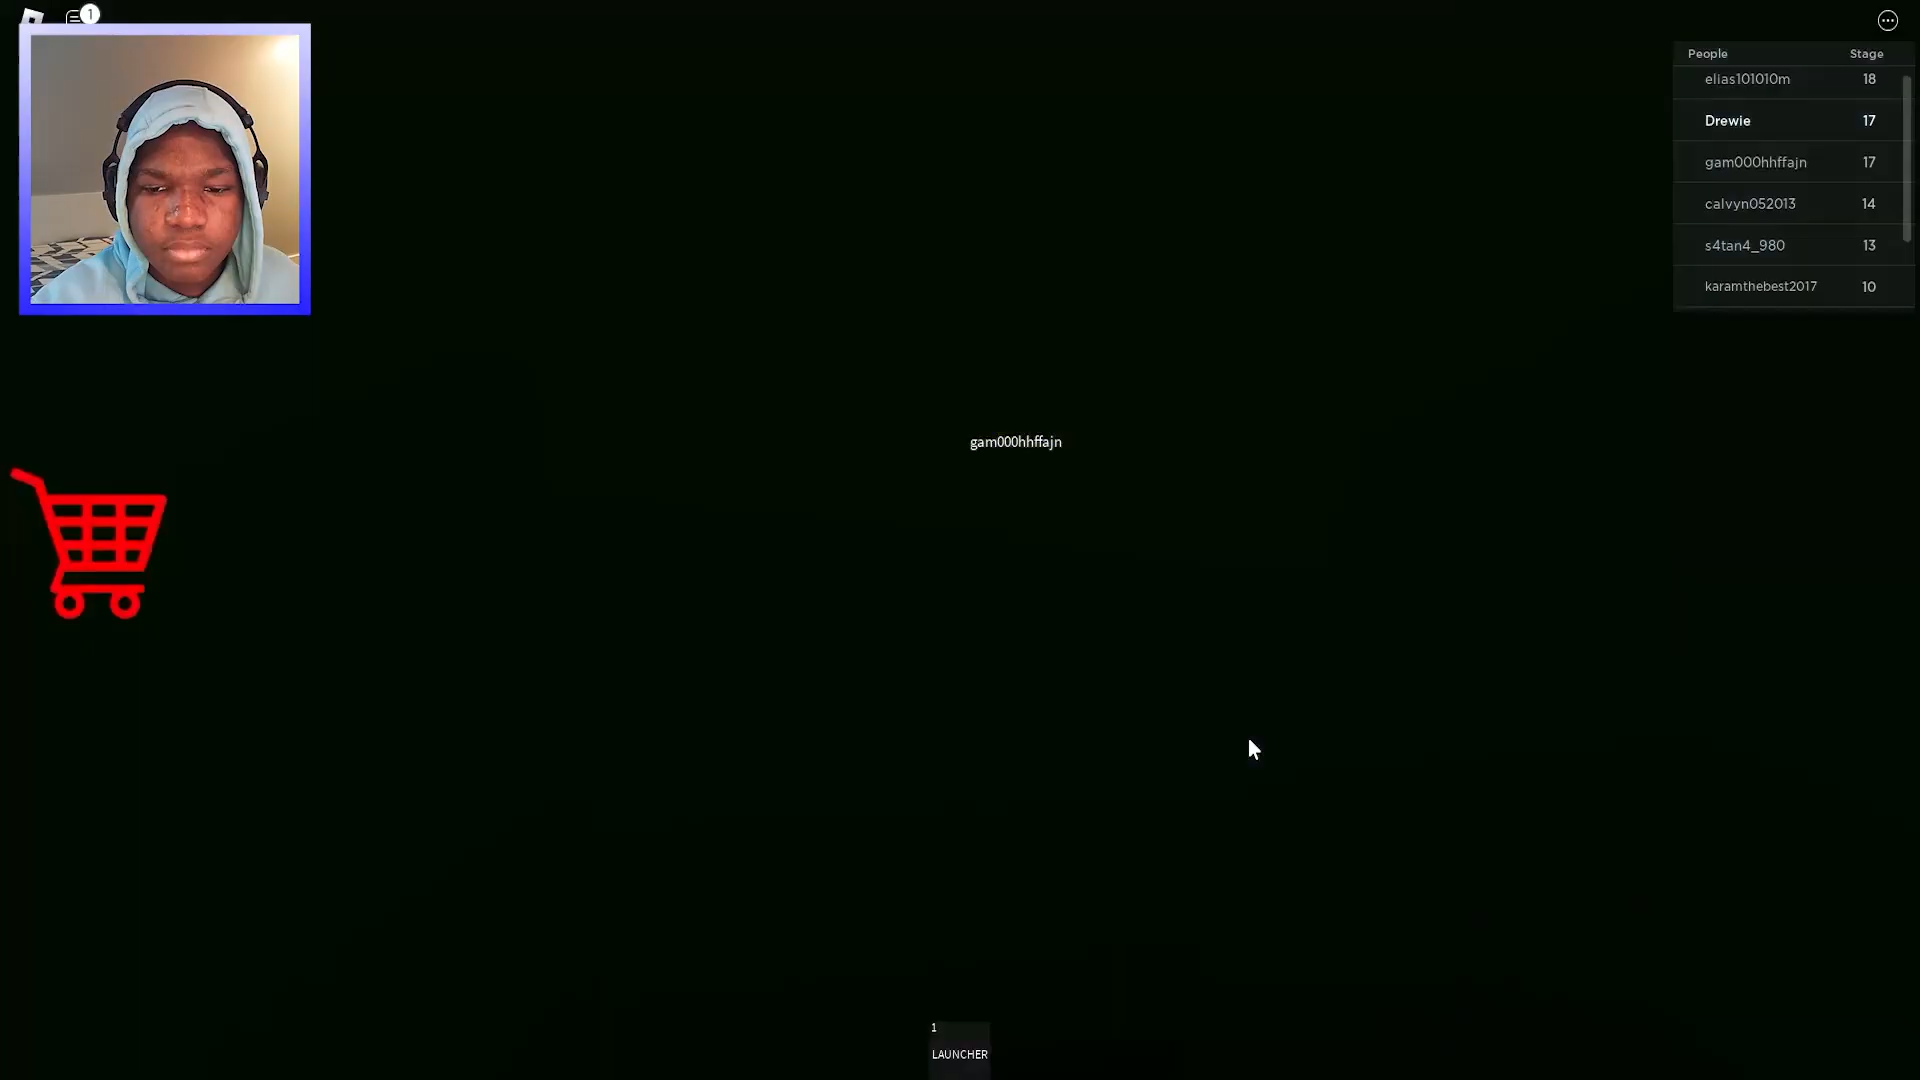 1
People Stage
elias101010m 18
Drewie 17
gam000hhffajn 17
calvyn052013 14
s4tan4_980 13
karamthebest2017 10
gam000hhffajn
1
LAUNCHER